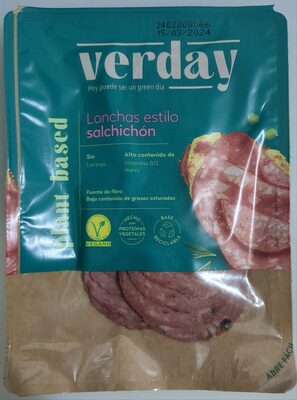 2403000066
15/03/2024
verday
Hoy puede ser un green día
Lonchas estilo
salchichón
plant-based
Sin
Lactosa
Alto contenido de
Vitamina B12
Hierro
Fuente de fibra
Bajo contenido de grasas saturadas
VEGANO
HECHO
CON
PROTEÍNAS
VEGETALES
BASE
RECICLABLE
ABRE FÁCIL